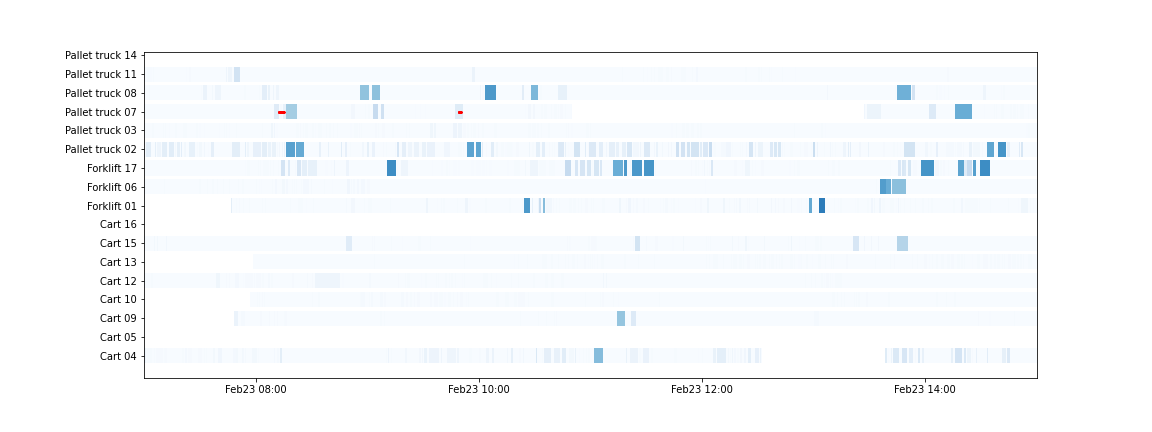 Pallet truck 14
Pallet truck 11
Pallet truck 08
Pallet truck 07
Pallet truck 03
Pallet truck 02
Forklift 17
Forklift 06
Forklift 01
Cart 16
Cart 15
Cart 13
Cart 12
Cart 10
Cart 09
Cart 05
Cart 04
Feb23 08:00 Feb23 10:00 Feb23 12:00 Feb23 14:00